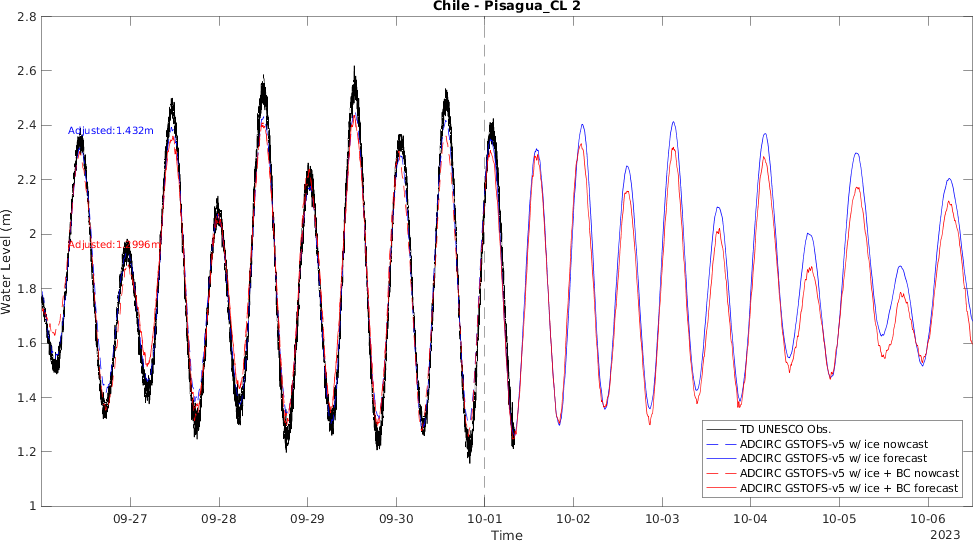 Chile - Pisagua_CL 2
2.8
2.6
2.4
2.2
2
1.8
1.6
1.4
1.2
1
Water Level (m)
Adjusted:1.432m
09-27
09-28
09-29
09-30
10-01
10-02
10-03
10-04
10-05
10-06
2023
Time
TD UNESCO Obs.
ADCIRC GSTOFS-v5 w/ ice nowcast
ADCIRC GSTOFS-v5 w/ ice forecast
ADCIRC GSTOFS-v5 w/ ice + BC nowcast
ADCIRC GSTOFS-v5 w/ ice + BC forecast